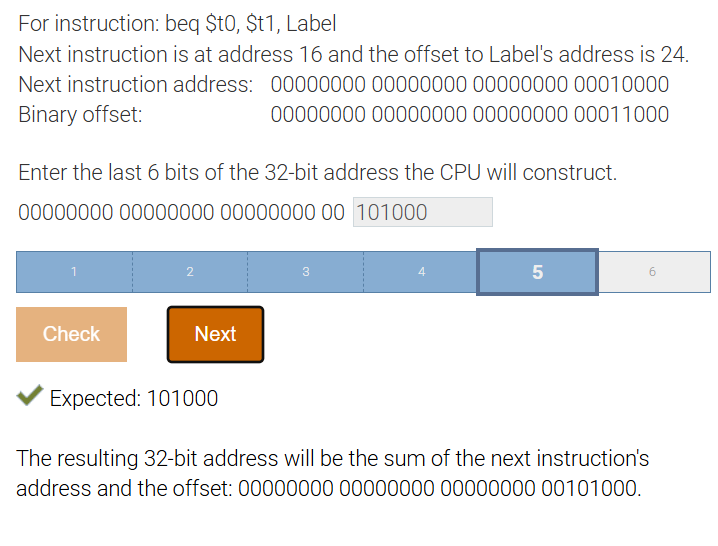 For instruction: beq $t0, $t1, Label
Next instruction is at address 16 and the offset to Label's address is 24.
Next instruction address: 00000000 00000000 00000000 00010000
Binary offset: 00000000 00000000 00000000 00011000
Enter the last 6 bits of the 32-bit address the CPU will construct.
00000000 00000000 00000000 00 101000
1 2 3 4 5 6
Check Next
Expected: 101000
The resulting 32-bit address will be the sum of the next instruction's
address and the offset: 00000000 00000000 00000000 00101000.